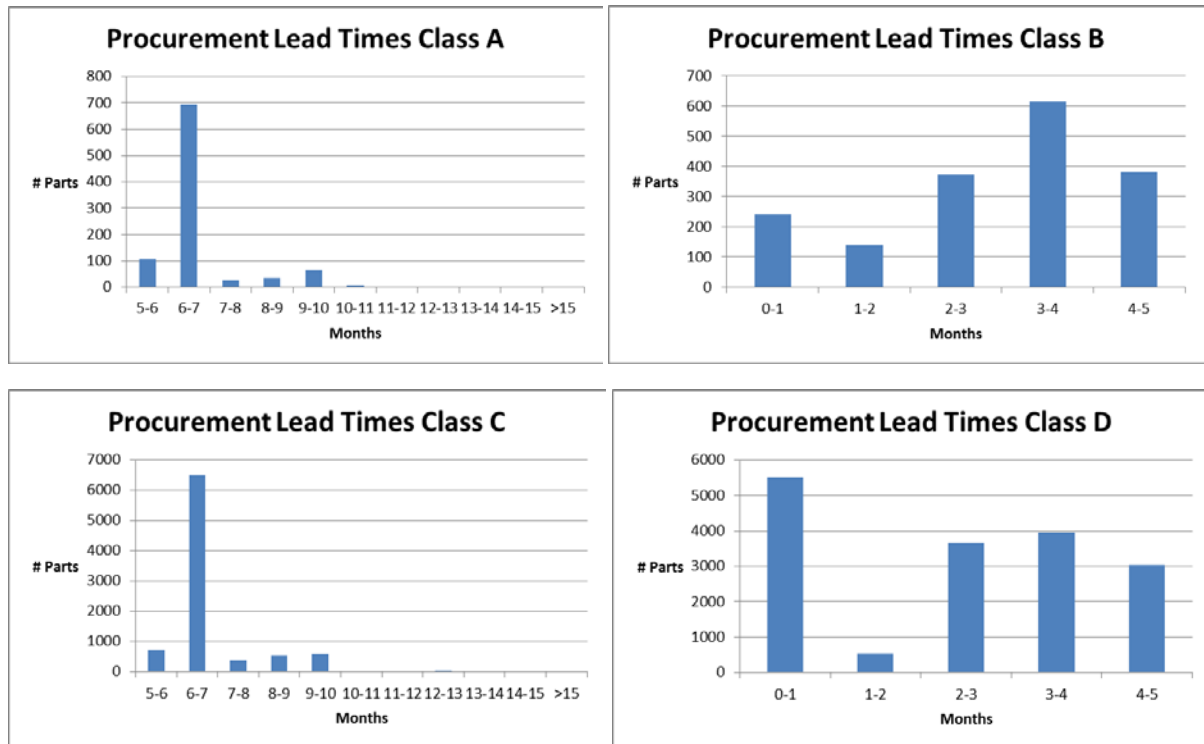 Procurement Lead Times Class A
800
700
600
500
400
300
200
100
0
# Parts
5-6 6-7 7-8 8-9 9-10 10-11 11-12 12-13 13-14 14-15 >15
Months
Procurement Lead Times Class B
700
600
500
400
300
200
100
0
# Parts
0-1 1-2 2-3 3-4 4-5
Months
Procurement Lead Times Class C
7000
6000
5000
4000
3000
2000
1000
0
# Parts
5-6 6-7 7-8 8-9 9-10 10-11 11-12 12-13 13-14 14-15 >15
Months
Procurement Lead Times Class D
6000
5000
4000
3000
2000
1000
0
# Parts
0-1 1-2 2-3 3-4 4-5
Months